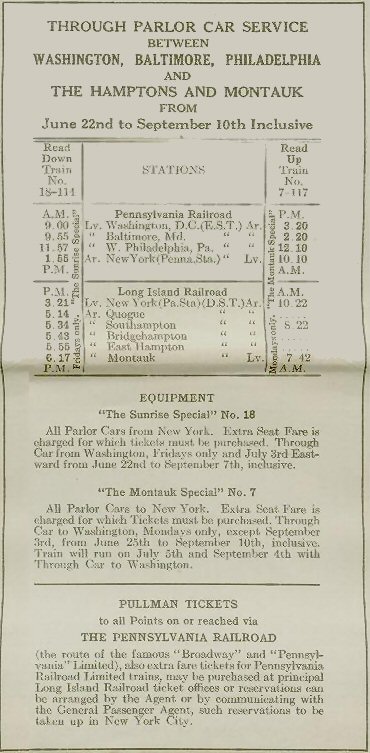 THROUGH PARLOR CAR SERVICE
BETWEEN
WASHINGTON, BALTIMORE, PHILADELPHIA
AND
THE HAMPTONS AND MONTAUK
FROM
June 22nd to September 10th Inclusive
Read Down Train No. 18-114 STATIONS Read Up Train No. 7-117
A.M. Pennsylvania Railroad P.M.
9.00 Lv. Washington, D.C.(E.S.T.) Ar. 3.20
9.55 " Baltimore, Md. " " 2.20
11.57 " W. Philadelphia, Pa. " " 12.10
1.55 Ar. New York(Penna.Sta.) " Lv. 10.10
P.M. A.M.
P.M. Long Island Railroad A.M.
3.21 Lv. New York(Pa.Sta)(D.S.T.)Ar. 10.22
5.14 Ar. Quogue " " .....
5.34 " Southampton " " 8.22
5.43 " Bridgehampton " " .....
5.55 " East Hampton " " .....
6.17 " Montauk " Lv. 7.42
P.M. A.M.
Fridays only. "The Sunrise Special"
Mondays only. "The Montauk Special"
EQUIPMENT
"The Sunrise Special" No. 18
All Parlor Cars from New York. Extra Seat Fare is
charged for which tickets must be purchased. Through
Car from Washington, Fridays only and July 3rd East-
ward from June 22nd to September 7th, inclusive.
"The Montauk Special" No. 7
All Parlor Cars to New York. Extra Seat Fare is
charged for which Tickets must be purchased. Through
Car to Washington, Mondays only, except September
3rd, from June 25th to September 10th, inclusive.
Train will run on July 5th and September 4th with
Through Car to Washington.
PULLMAN TICKETS
to all Points on or reached via
THE PENNSYLVANIA RAILROAD
(the route of the famous "Broadway" and "Pennsyl-
vania" Limited), also extra fare tickets for Pennsylvania
Railroad Limited trains, may be purchased at principal
Long Island Railroad ticket offices or reservations can
be arranged by the Agent or by communicating with
the General Passenger Agent, such reservations to be
taken up in New York City.